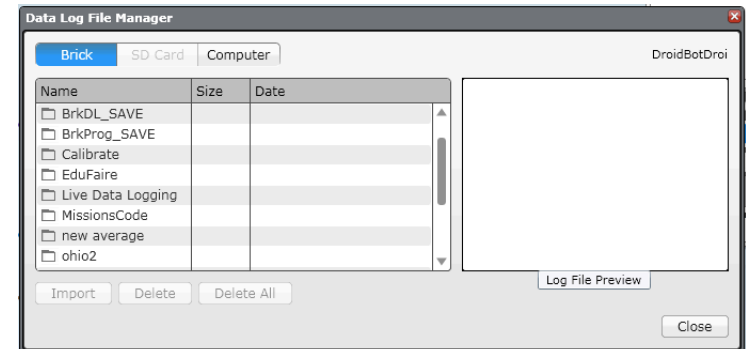 Data Log File Manager
Brick SD Card Computer DroidBotDroi
Name Size Date
BrkDL_SAVE
BrkProg_SAVE
Calibrate
EduFaire
Live Data Logging
MissionsCode
new average
ohio2
Log File Preview
Import Delete Delete All
Close